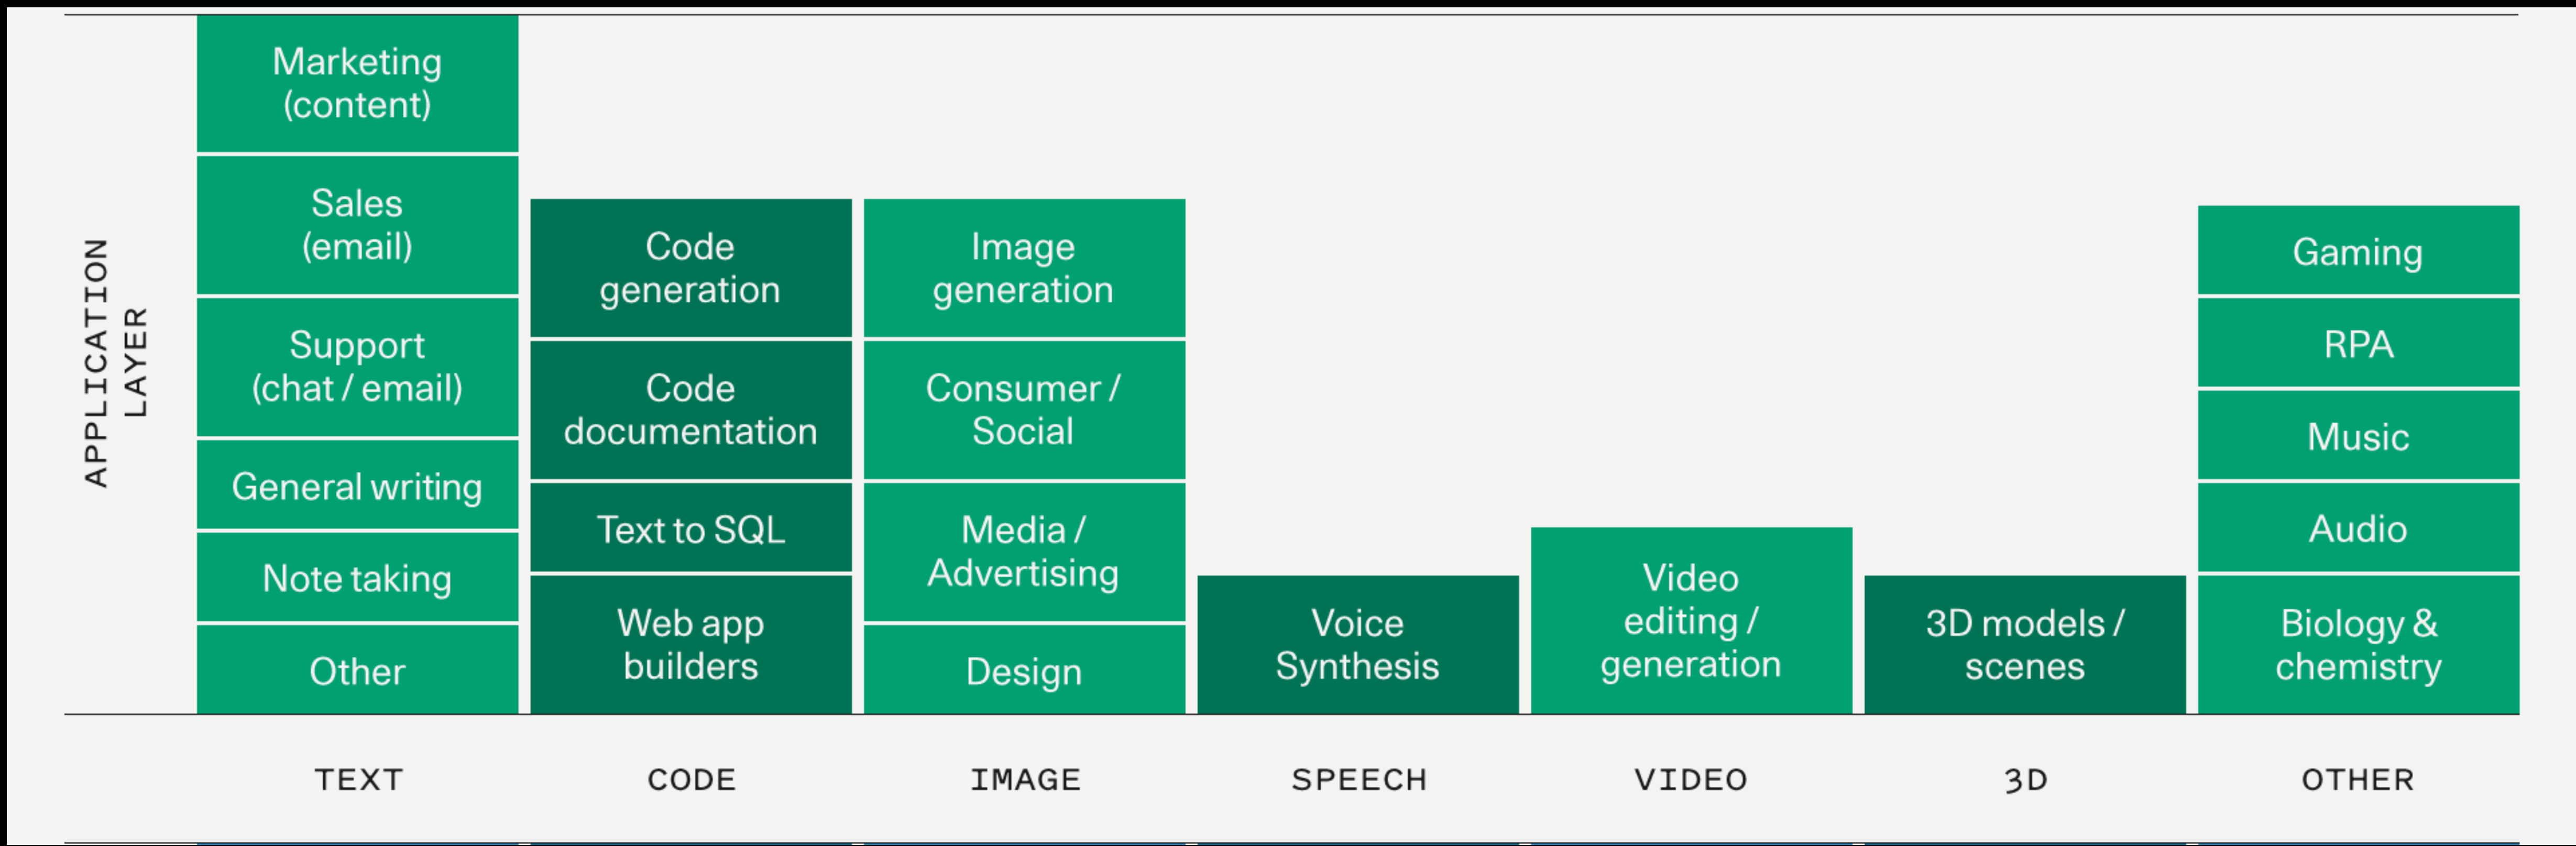 APPLICATION
LAYER
Marketing
(content)
Sales
(email)
Support
(chat / email)
General writing
Note taking
Other
Code
generation
Code
documentation
Text to SQL
Web app
builders
Image
generation
Consumer /
Social
Media /
Advertising
Design
Voice
Synthesis
Video
editing /
generation
3D models /
scenes
Gaming
RPA
Music
Audio
Biology &
chemistry
TEXT
CODE
IMAGE
SPEECH
VIDEO
3D
OTHER